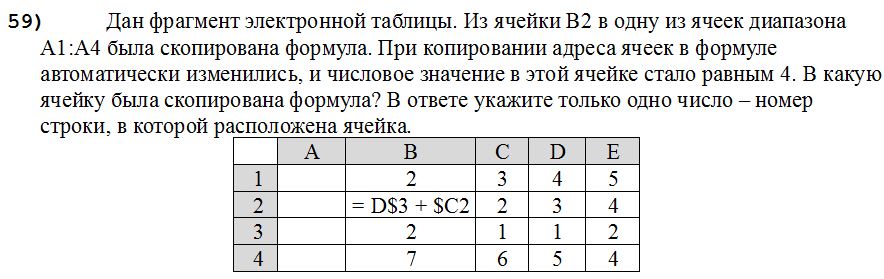 59) Дан фрагмент электронной таблицы. Из ячейки B2 в одну из ячеек диапазона
A1:A4 была скопирована формула. При копировании адреса ячеек в формуле
автоматически изменились, и числовое значение в этой ячейке стало равным 4. В какую
ячейку была скопирована формула? В ответе укажите только одно число – номер
строки, в которой расположена ячейка.
A B C D E
1 2 3 4 5
2 = D$3 + $C2 2 3 4
3 2 1 1 2
4 7 6 5 4